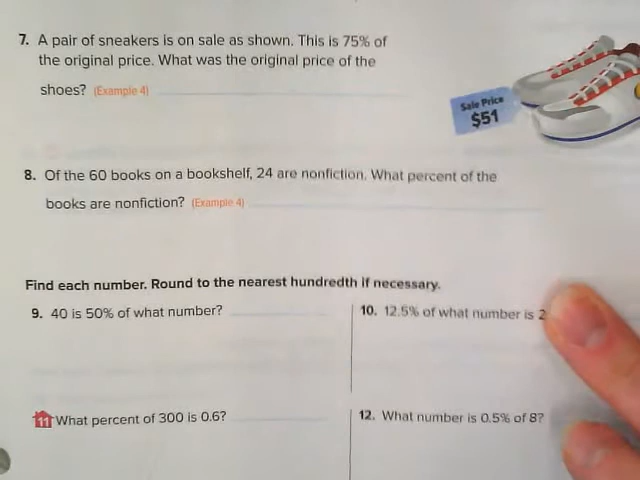 7. A pair of sneakers is on sale as shown. This is 75% of
the original price. What was the original price of the
shoes? (Example 4)
Sale Price
$51
8. Of the 60 books on a bookshelf, 24 are nonfiction. What percent of the
books are nonfiction? (Example 4)
Find each number. Round to the nearest hundredth if necessary.
9. 40 is 50% of what number?
10. 12.5% of what number is 2
11 What percent of 300 is 0.6?
12. What number is 0.5% of 8?